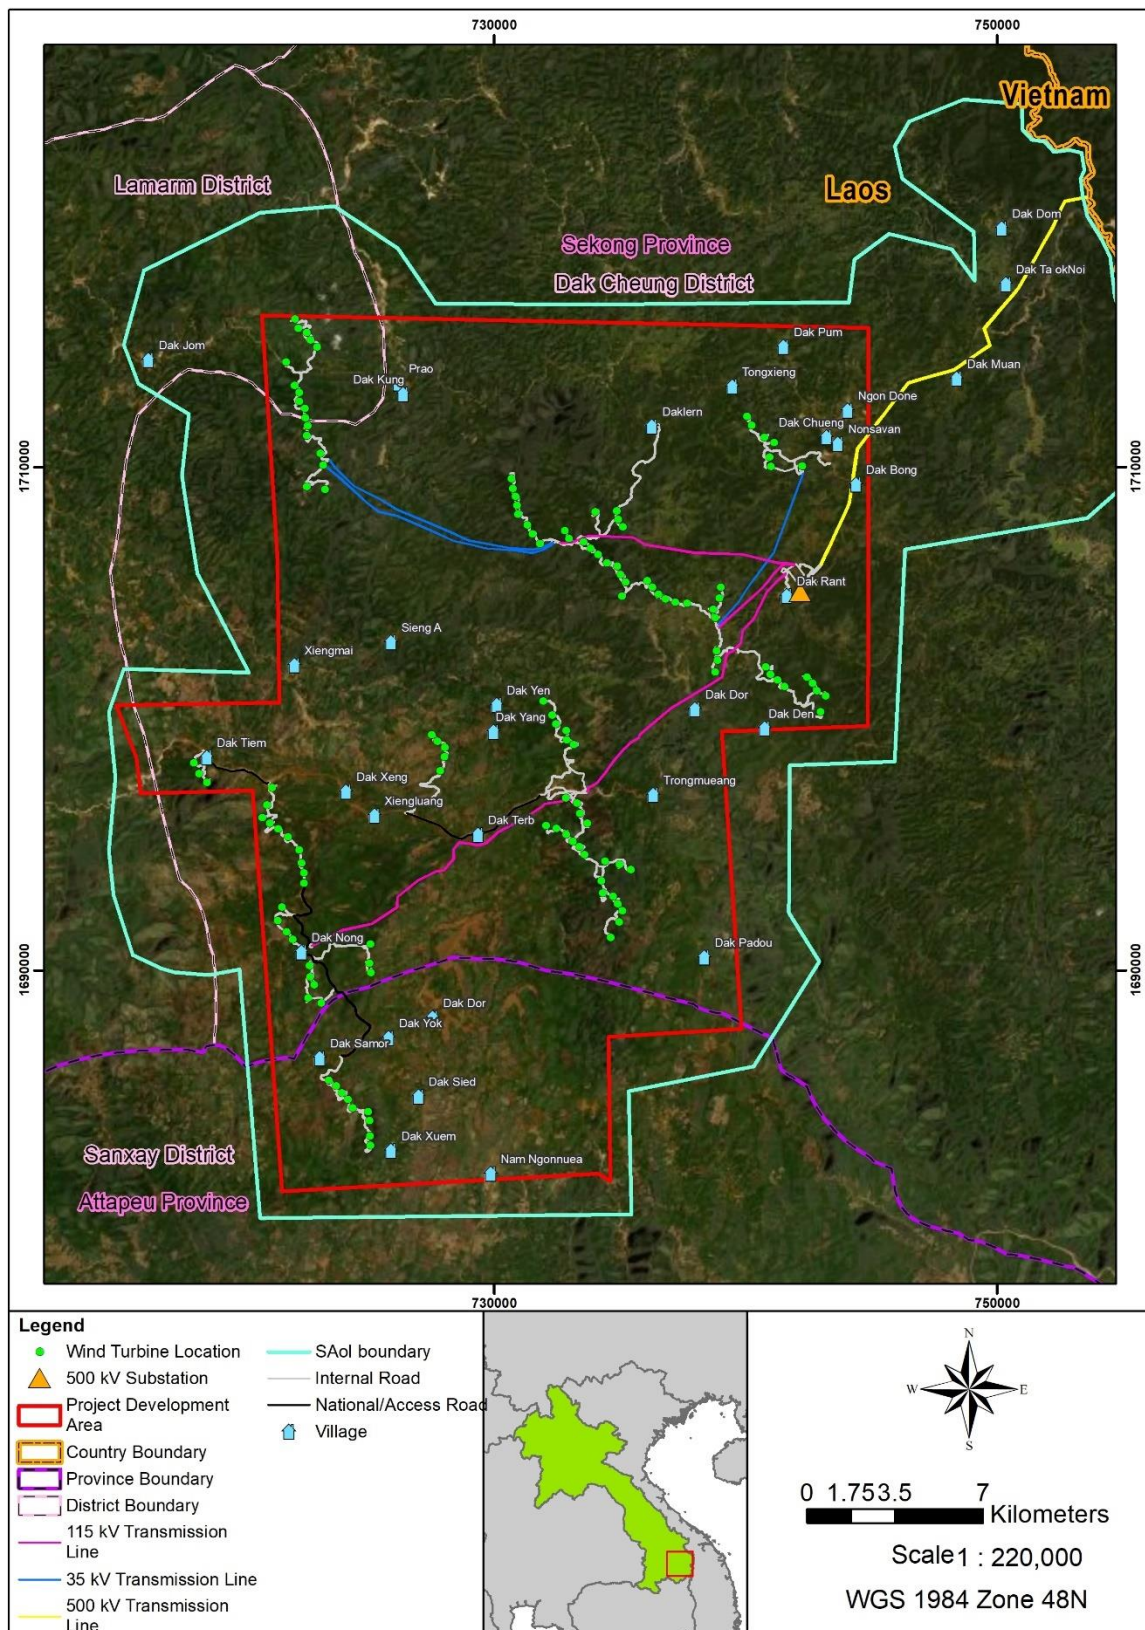 730000
750000
Vietnam
Lamarm District
Laos
Dak Dom
Sekong Province
Dak Cheung District
Dak Ta okNoi
Dak Pum
Dak Jom
Prao
Dak Kung
Tongxieng
Dak Muan
Ngon Done
Daklern
Dak Chueng
Nonsavan
1710000
1710000
Dak Bong
Dak Rant
Sieng A
Xiengmai
Dak Yen
Dak Dor
Dak Yang
Dak Den
Dak Tiem
Dak Xeng
Trongmueang
Xiengluang
Dak Terb
Dak Nong
Dak Padou
1690000
1690000
Dak Dor
Dak Yok
Dak Samor
Dak Sied
Dak Xuem
Sanxay District
Nam Ngonnuea
Attapeu Province
730000
750000
Legend
Wind Turbine Location
500 kV Substation
Project Development
Area
Country Boundary
Province Boundary
District Boundary
115 kV Transmission
Line
35 kV Transmission Line
500 kV Transmission
Line
SAoI boundary
Internal Road
National/Access Road
Village
N
W
E
S
0 1.75 3.5 7
Kilometers
Scale 1 : 220,000
WGS 1984 Zone 48N